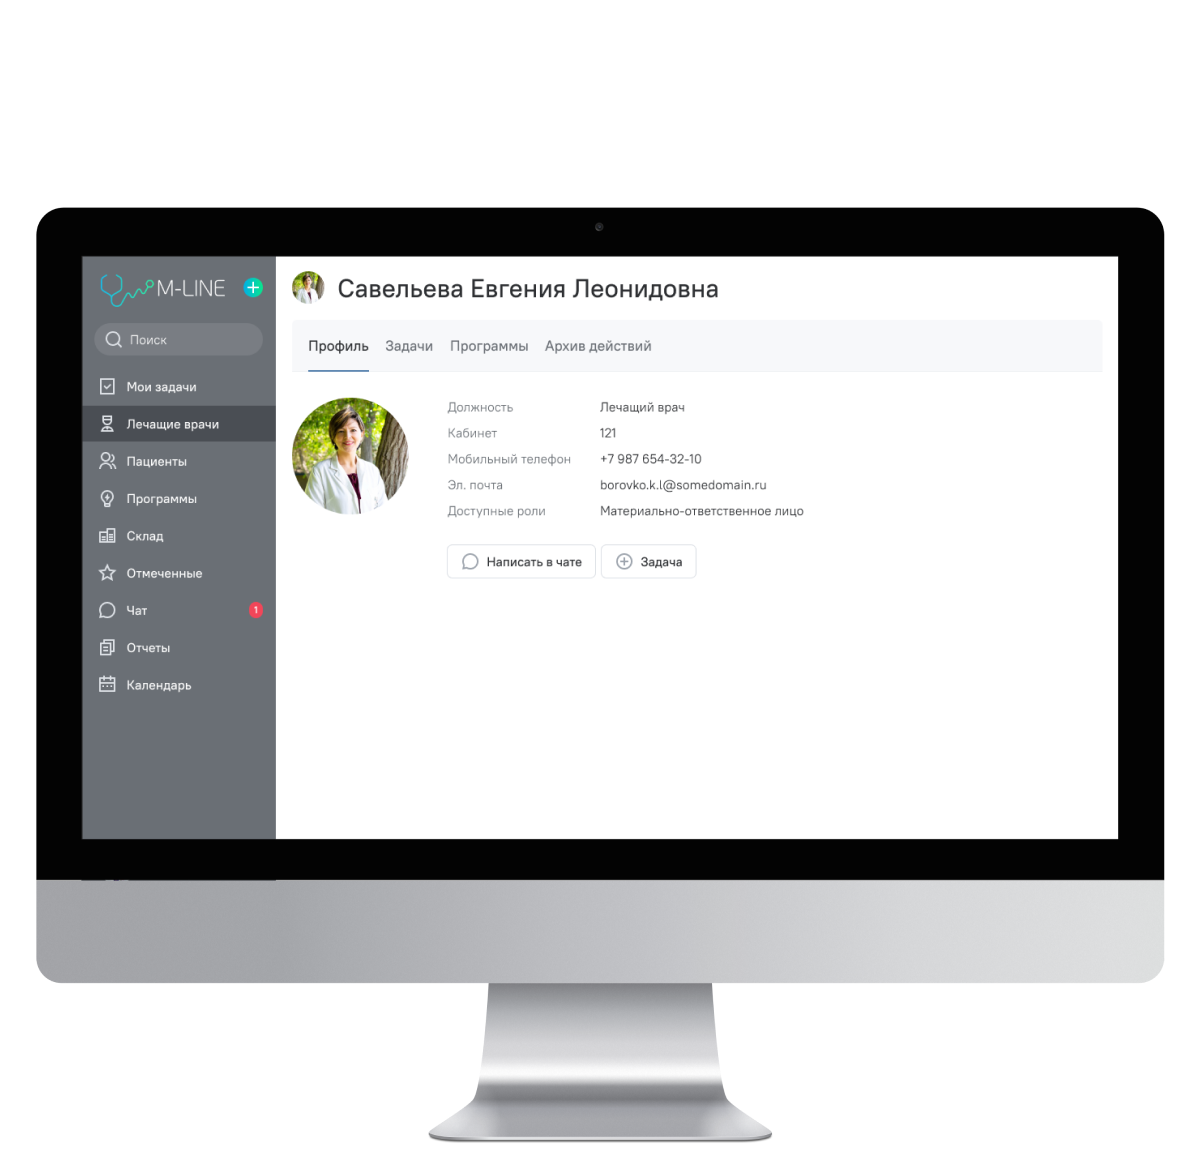 M-LINE
Поиск
Мои задачи
Лечащие врачи
Пациенты
Программы
Склад
Отмеченные
Чат 1
Отчеты
Календарь
Савельева Евгения Леонидовна
Профиль Задачи Программы Архив действий
Должность Лечащий врач
Кабинет 121
Мобильный телефон +7 987 654-32-10
Эл. почта borovko.k.l@somedomain.ru
Доступные роли Материально-ответственное лицо
Написать в чате Задача